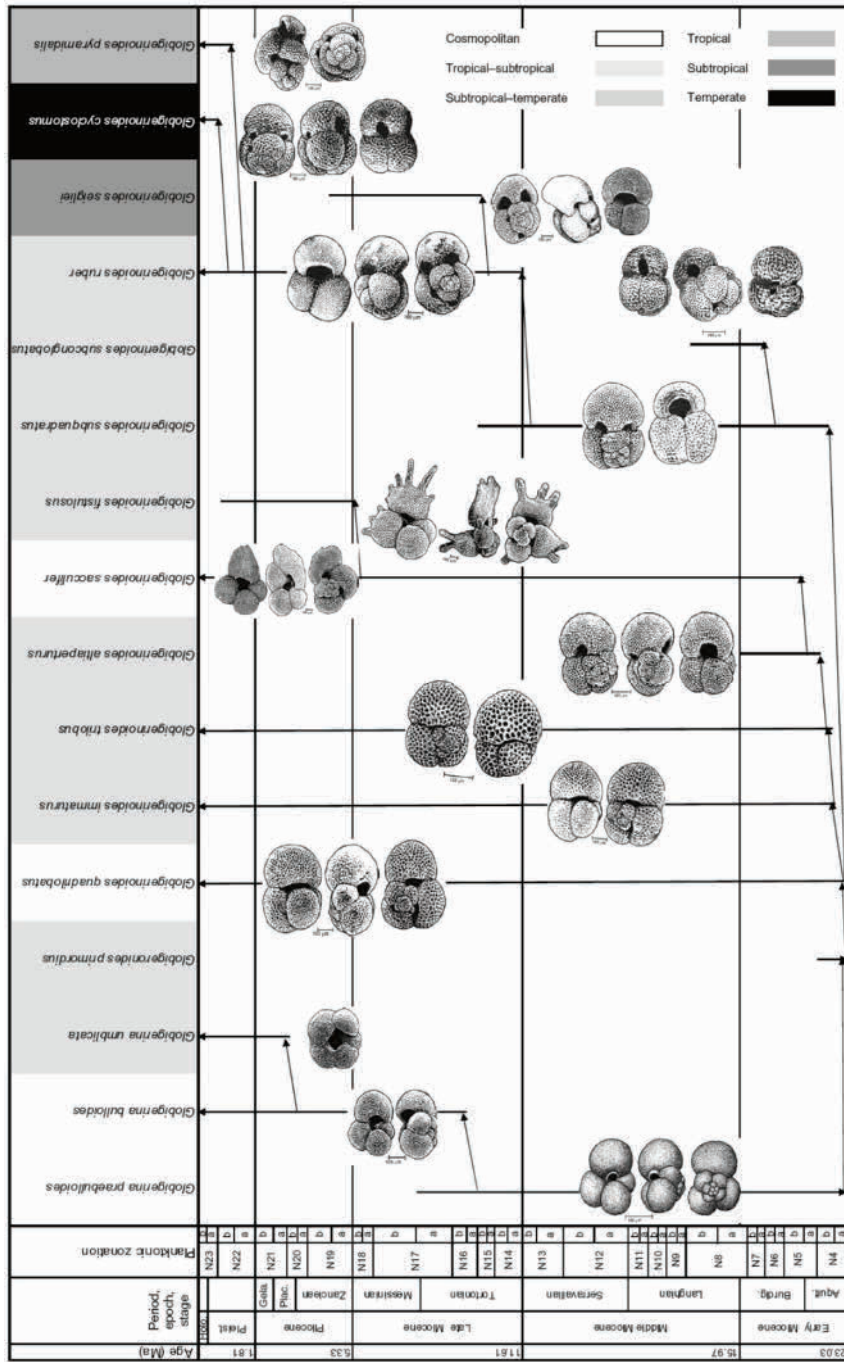 Cosmopolitan
Tropical–subtropical
Subtropical–temperate
Tropical
Subtropical
Temperate
Globigerinoides pyramidalis
Globigerinoides cyclostomus
Globigerinoides seigliei
Globigerinoides ruber
Globigerinoides subconglobatus
Globigerinoides subquadratus
Globigerinoides fistulosus
Globigerinoides sacculifer
Globigerinoides altiaperturus
Globigerinoides trilobus
Globigerinoides immaturus
Globigerinoides quadrilobatus
Globigeronoides primordius
Globigerina umbilicata
Globigerina bulloides
Globigerina praebulloides
Planktonic zonation
b a b a b a b a b a b a b a b a b a b a b a b a b a b a b a b a b a b a b a b a
N23 N22 N21 N20 N19 N18 N17 N16 N15 N14 N13 N12 N11 N10 N9 N8 N7 N6 N5 N4
Period,
epoch,
stage
Gela. Plac. Zanclean Messinian Tortonian Serravallian Langhian Burdig. Aquit.
Holo. Pleist. Pliocene Late Miocene Middle Miocene Early Miocene
Age (Ma)
1.81 5.33 11.61 15.97 23.03